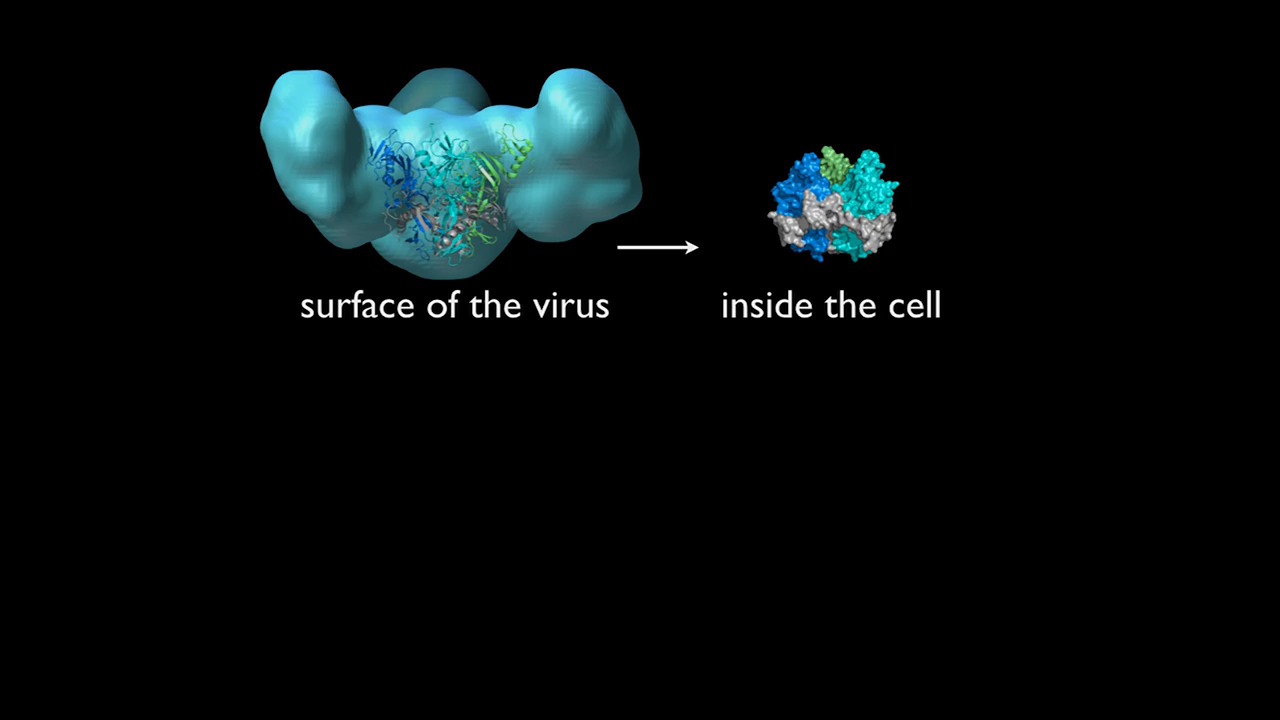 surface of the virus
inside the cell